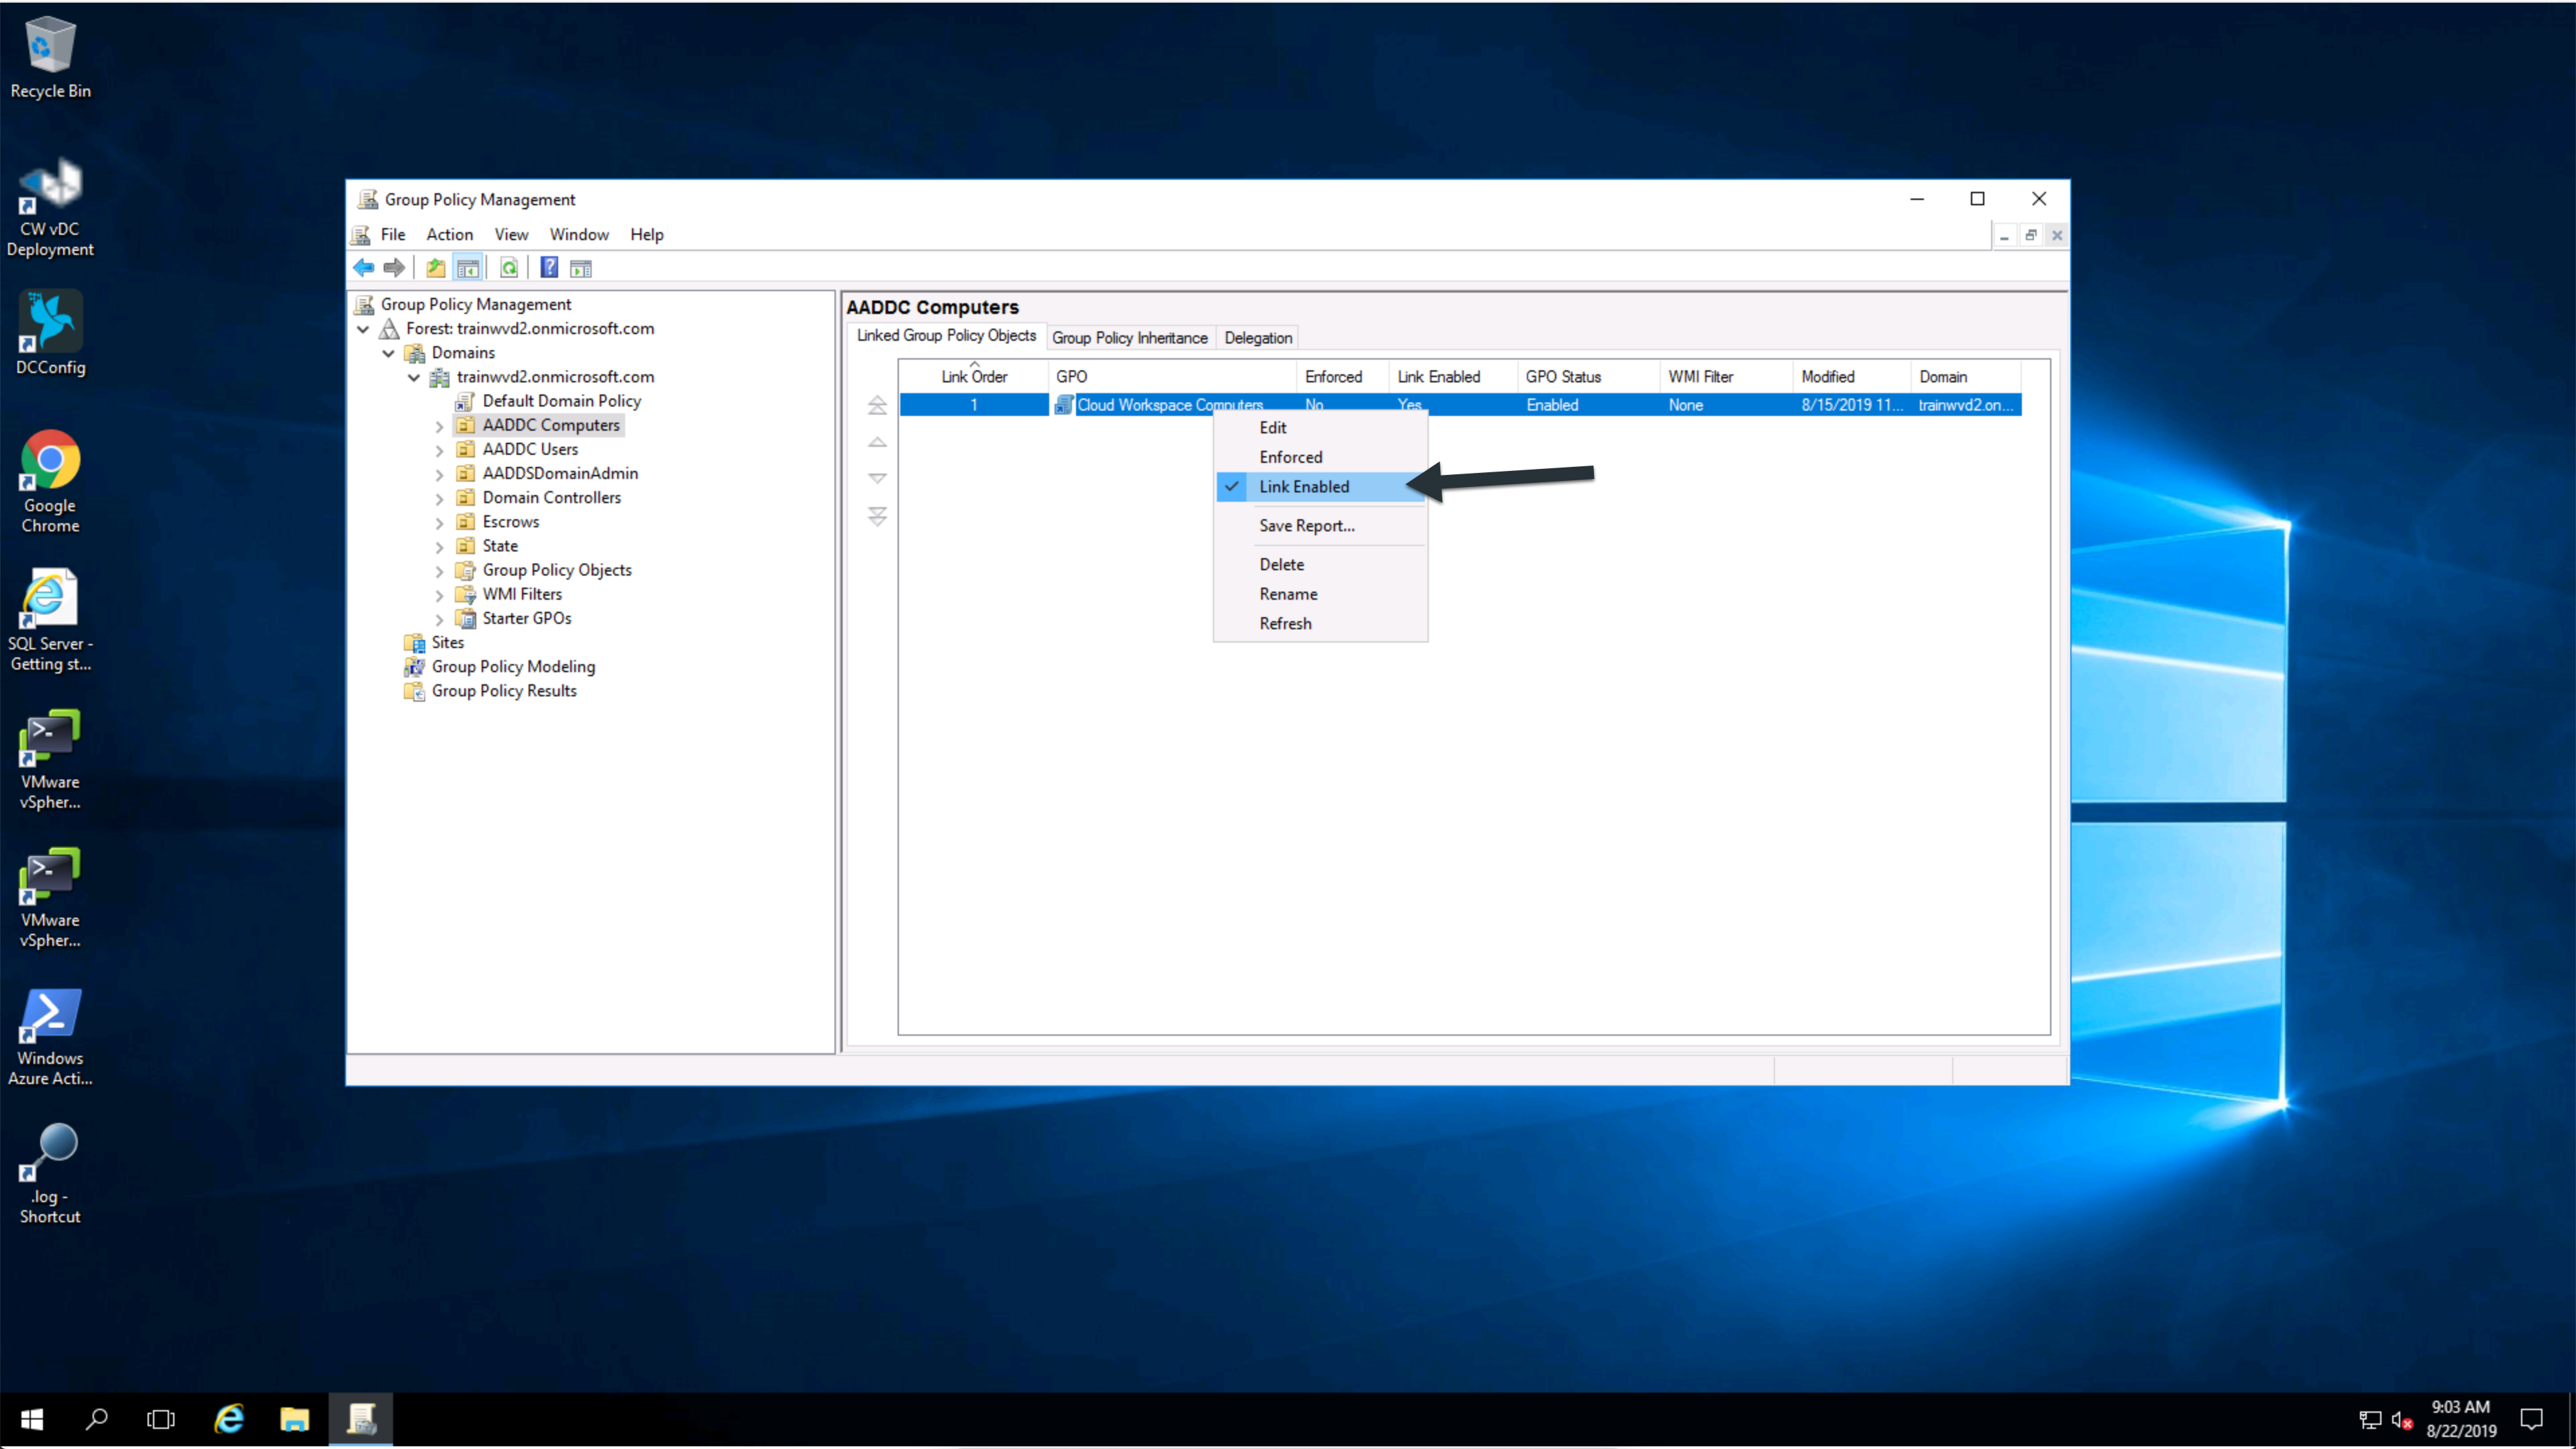 Recycle Bin
CW vDC
Deployment
DCConfig
Google
Chrome
SQL Server -
Getting st...
VMware
vSpher...
VMware
vSpher...
Windows
Azure Acti...
.log -
Shortcut
Group Policy Management
File Action View Window Help
Group Policy Management
Forest: trainwvd2.onmicrosoft.com
Domains
trainwvd2.onmicrosoft.com
Default Domain Policy
AADDC Computers
AADDC Users
AADDSDomainAdmin
Domain Controllers
Escrows
State
Group Policy Objects
WMI Filters
Starter GPOs
Sites
Group Policy Modeling
Group Policy Results
AADDC Computers
Linked Group Policy Objects Group Policy Inheritance Delegation
Link Order GPO Enforced Link Enabled GPO Status WMI Filter Modified Domain
1 Cloud Workspace Computers No Yes Enabled None 8/15/2019 11... trainwvd2.on...
Edit
Enforced
Link Enabled
Save Report...
Delete
Rename
Refresh
9:03 AM
8/22/2019